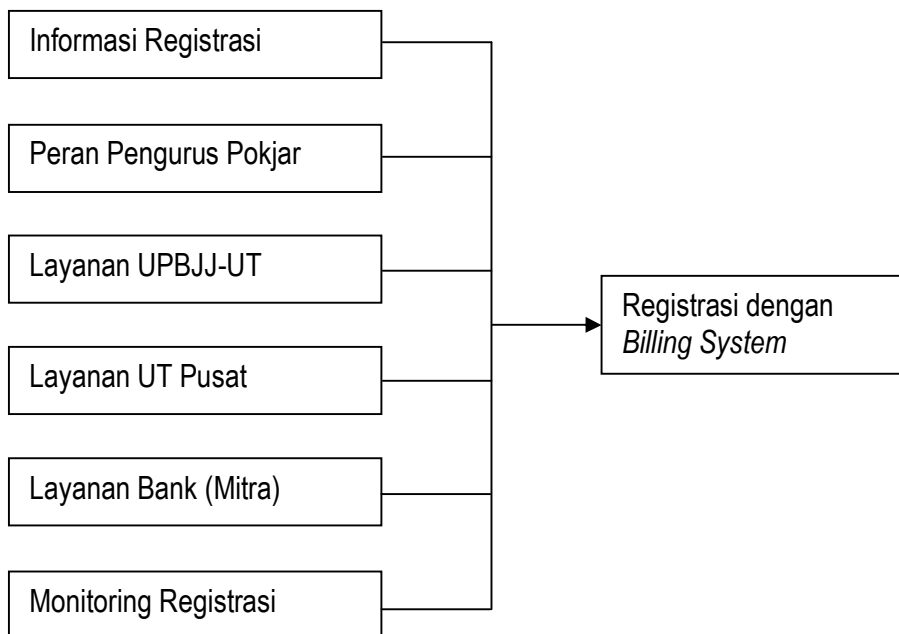 Informasi Registrasi
Peran Pengurus Pokjar
Layanan UPBJJ-UT
Layanan UT Pusat
Layanan Bank (Mitra)
Monitoring Registrasi
Registrasi dengan
Billing System